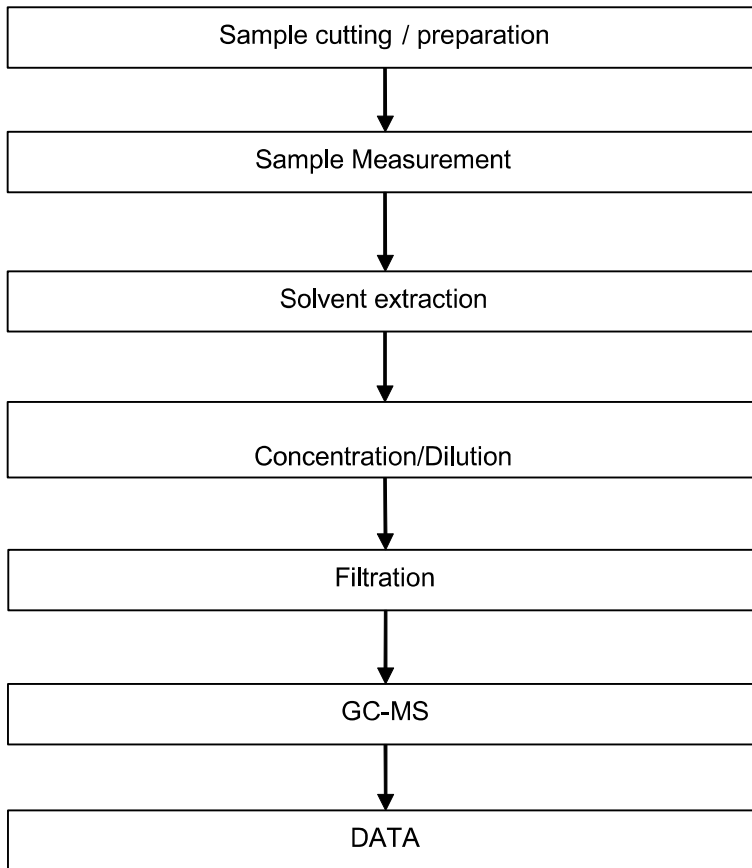 Sample cutting / preparation
Sample Measurement
Solvent extraction
Concentration/Dilution
Filtration
GC-MS
DATA